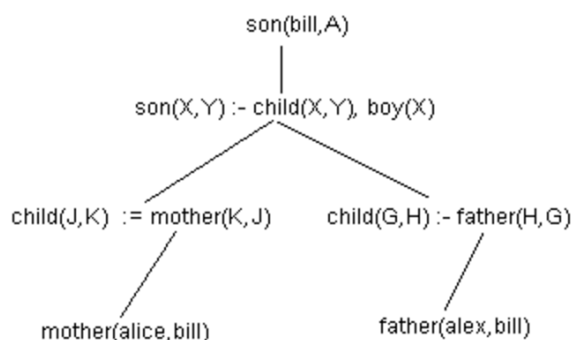 son(bill,A)
son(X,Y) :- child(X,Y), boy(X)
child(J,K) := mother(K,J) child(G,H) :- father(H,G)
mother(alice,bill) father(alex,bill)